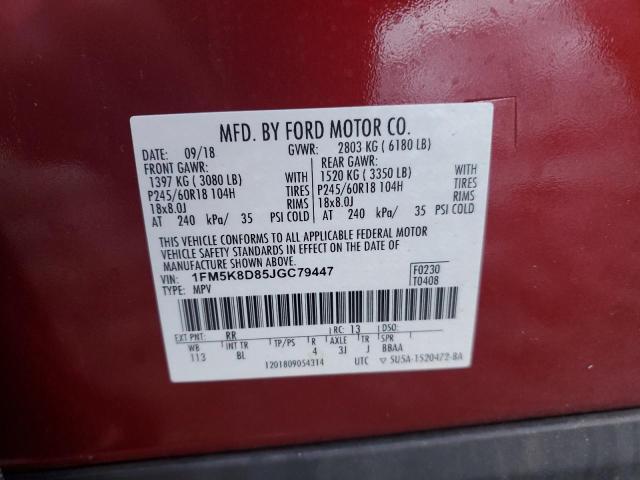 MFD. BY FORD MOTOR CO.
DATE: 09/18 GVWR: 2803 KG ( 6180 LB)
FRONT GAWR: REAR GAWR:
1397 KG ( 3080 LB) WITH 1520 KG ( 3350 LB) WITH
P245/60R18 104H TIRES P245/60R18 104H TIRES
18x8.0J RIMS 18x8.0J RIMS
AT 240 kPa/ 35 PSI COLD AT 240 kPa/ 35 PSI COLD
THIS VEHICLE CONFORMS TO ALL APPLICABLE FEDERAL MOTOR
VEHICLE SAFETY STANDARDS IN EFFECT ON THE DATE OF
MANUFACTURE SHOWN ABOVE.
VIN: 1FM5K8D85JGC79447 F0230
TYPE: MPV T0408
EXT PNT: RR RC: 13 DSO:
WB INT TR TP/PS R AXLE TR SPR
113 BL 4 3J J BBAA
1201809054314 UTC ▽ 5U5A-1520472-BA